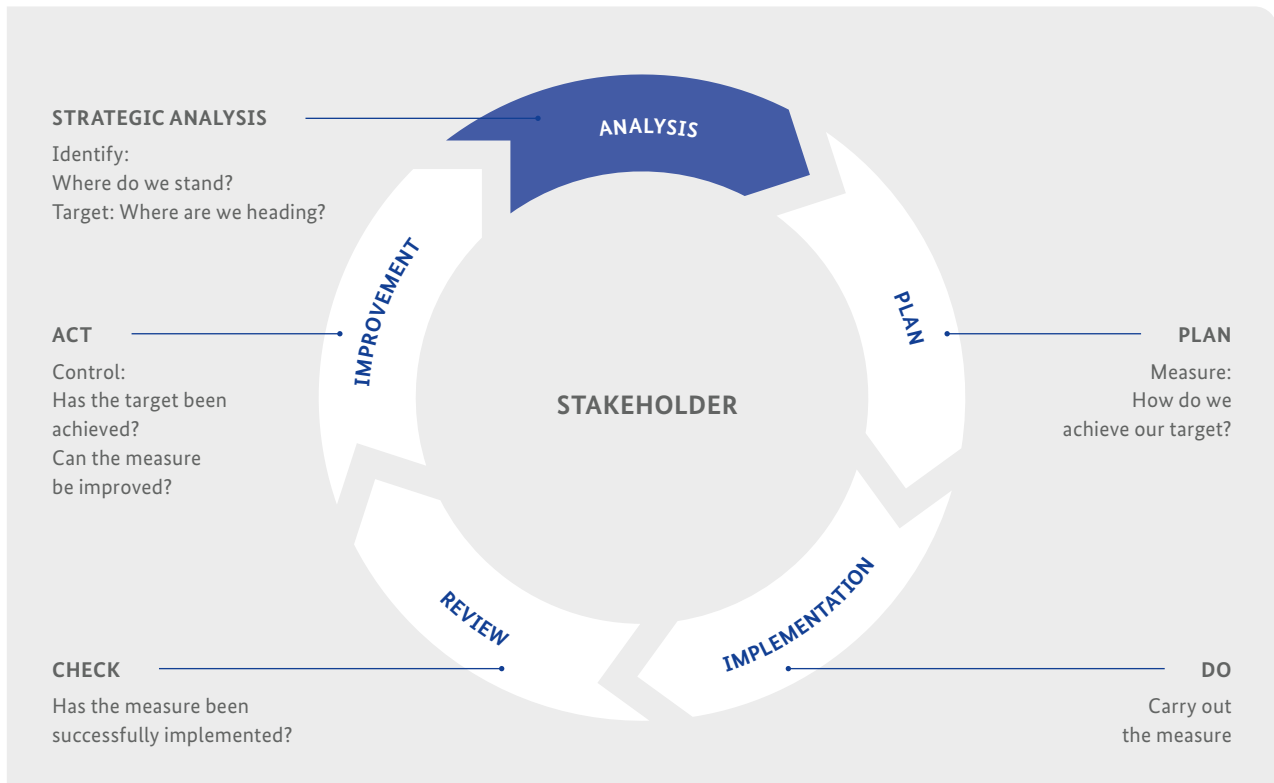 STRATEGIC ANALYSIS
Identify:
Where do we stand?
Target: Where are we heading?
ANALYSIS
PLAN
IMPLEMENTATION
REVIEW
IMPROVEMENT
STAKEHOLDER
PLAN
Measure:
How do we
achieve our target?
DO
Carry out
the measure
CHECK
Has the measure been
successfully implemented?
ACT
Control:
Has the target been
achieved?
Can the measure
be improved?